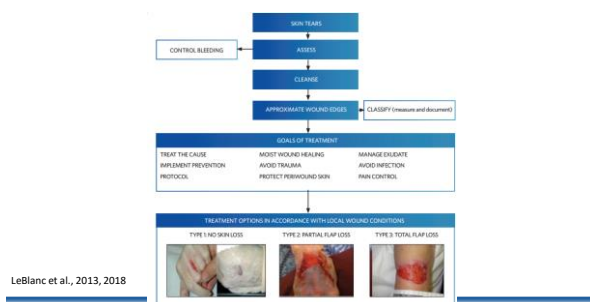 SKIN TEARS
CONTROL BLEEDING
ASSESS
CLEANSE
APPROXIMATE WOUND EDGES
CLASSIFY (measure and document)
GOALS OF TREATMENT
TREAT THE CAUSE
MOIST WOUND HEALING
MANAGE EXUDATE
IMPLEMENT PREVENTION
AVOID TRAUMA
AVOID INFECTION
PROTOCOL
PROTECT PERIWOUND SKIN
PAIN CONTROL
TREATMENT OPTIONS IN ACCORDANCE WITH LOCAL WOUND CONDITIONS
TYPE 1: NO SKIN LOSS
TYPE 2: PARTIAL FLAP LOSS
TYPE 3: TOTAL FLAP LOSS
LeBlanc et al., 2013, 2018